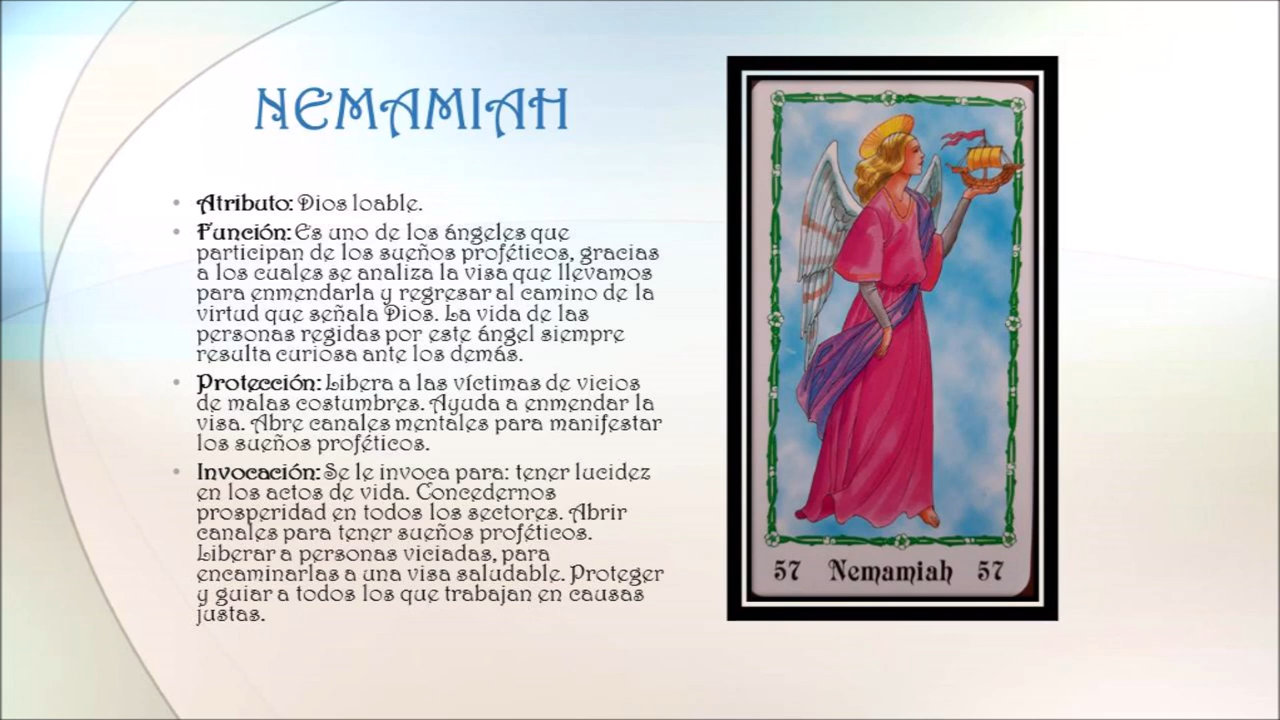 NEMAMIAH
• Atributo: Dios loable.
• Función: Es uno de los ángeles que
participan de los sueños proféticos, gracias
a los cuales se analiza la visa que llevamos
para enmendarla y regresar al camino de la
virtud que señala Dios. La vida de las
personas regidas por este ángel siempre
resulta curiosa ante los demás.
• Protección: Libera a las víctimas de vicios
de malas costumbres. Ayuda a enmendar la
visa. Abre canales mentales para manifestar
los sueños proféticos.
• Invocación: Se le invoca para: tener lucidez
en los actos de vida. Concedernos
prosperidad en todos los sectores. Abrir
canales para tener sueños proféticos.
Liberar a personas viciadas, para
encaminarlas a una visa saludable. Proteger
y guiar a todos los que trabajan en causas
justas.
57 Nemamiah 57